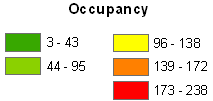 Occupancy
3 - 43
44 - 95
96 - 138
139 - 172
173 - 238